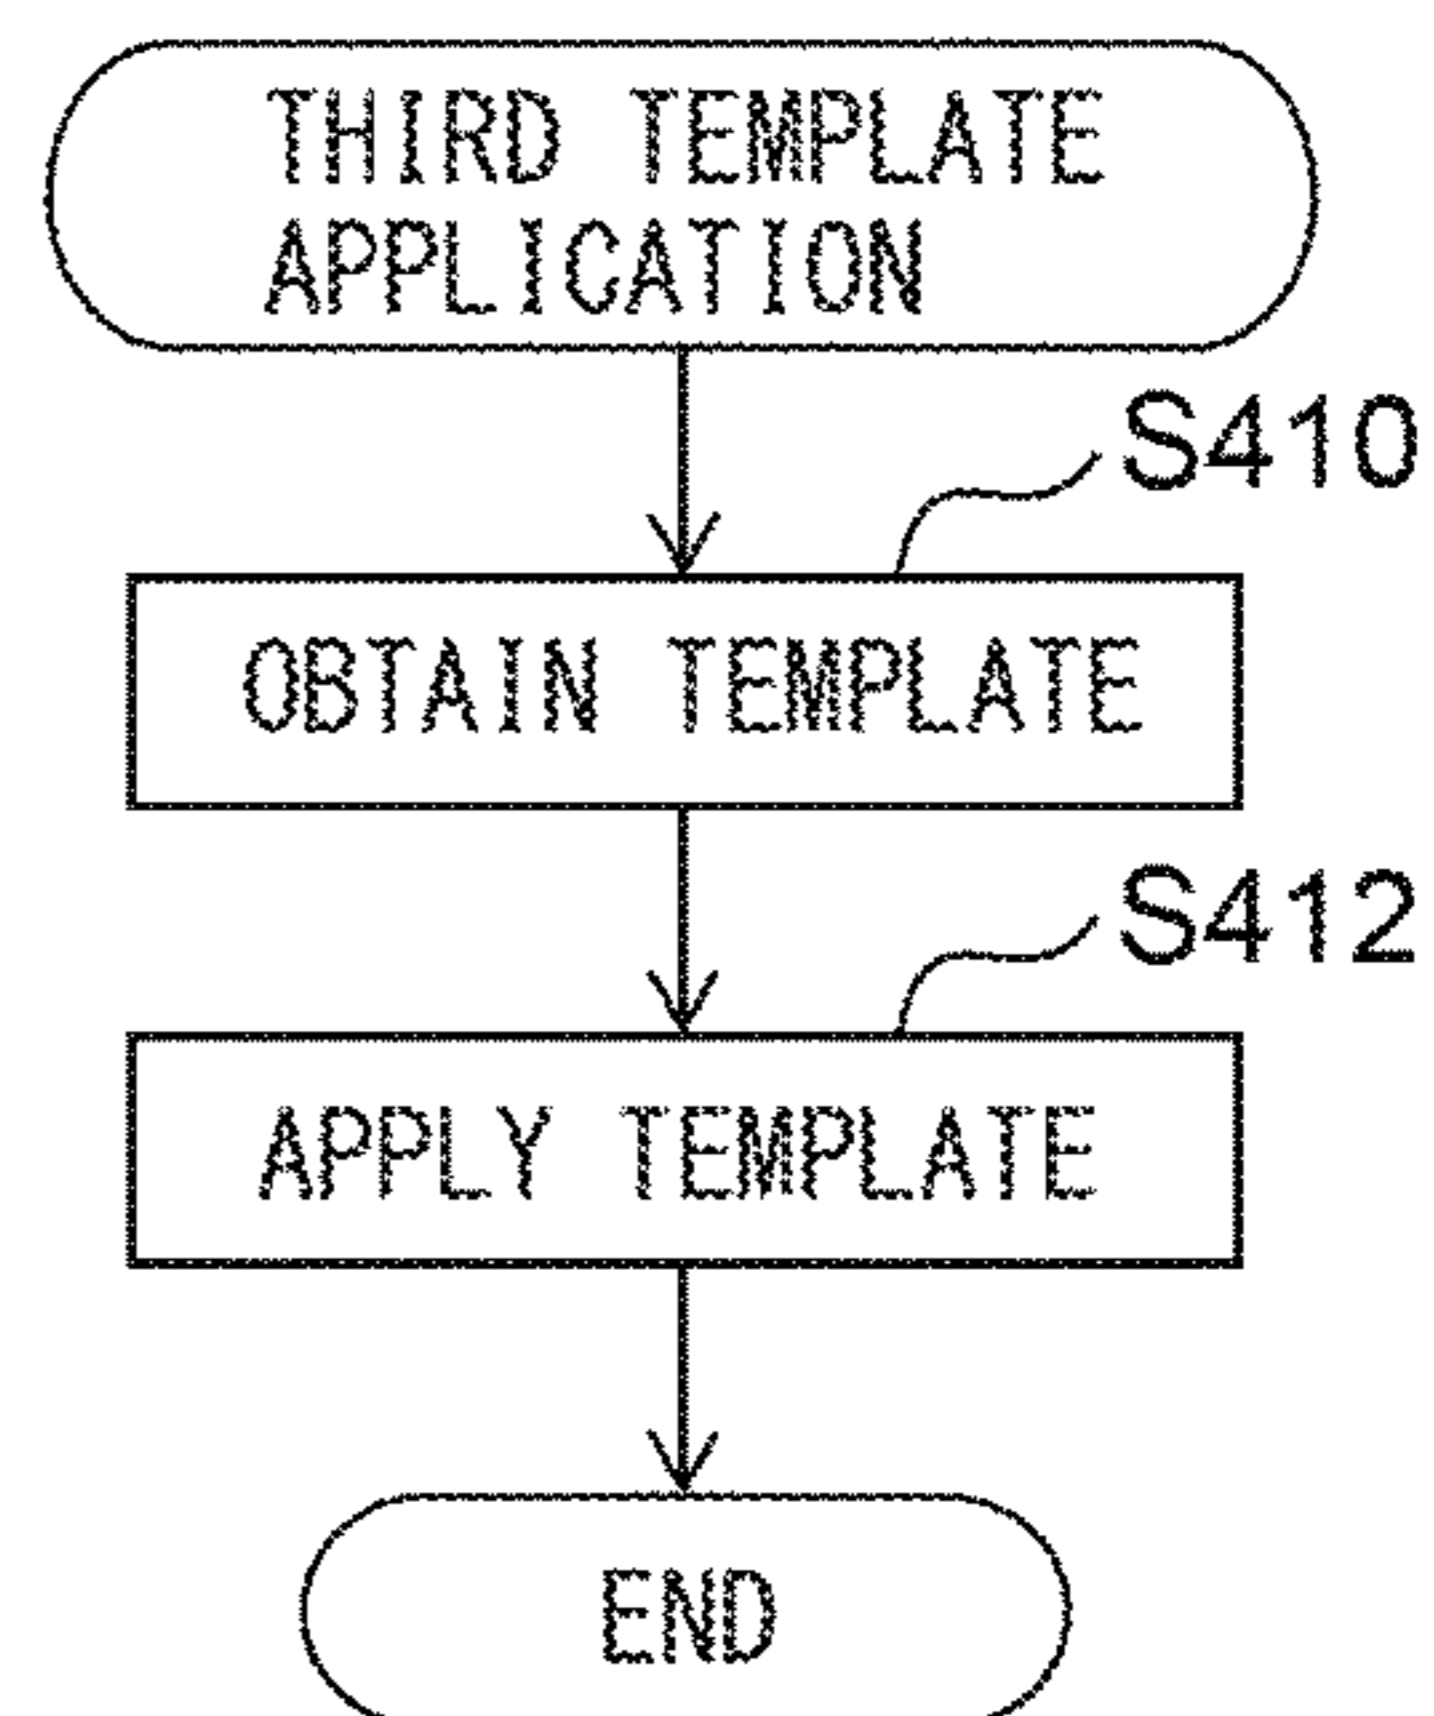 THIRD TEMPLATE
APPLICATION
S410
OBTAIN TEMPLATE
S412
APPLY TEMPLATE
END